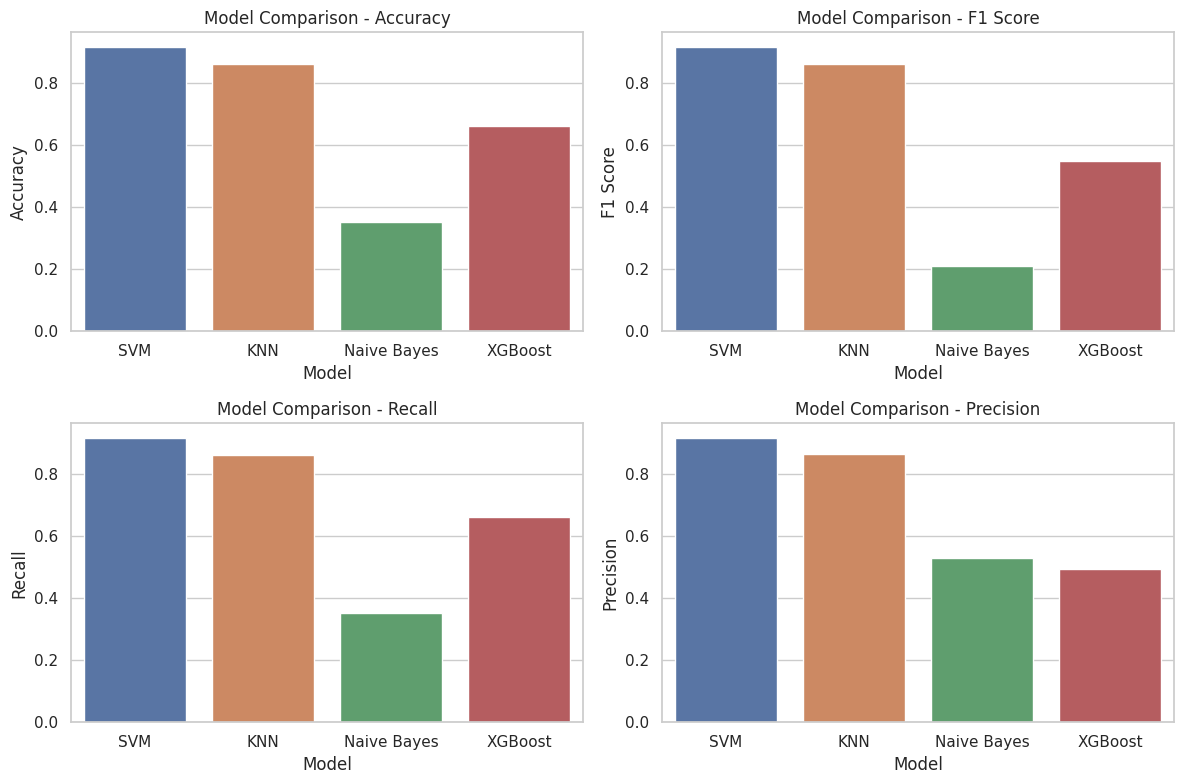 Model Comparison - Accuracy
Accuracy
0.8
0.6
0.4
0.2
0.0
SVM KNN Naive Bayes XGBoost
Model
Model Comparison - F1 Score
F1 Score
0.8
0.6
0.4
0.2
0.0
SVM KNN Naive Bayes XGBoost
Model
Model Comparison - Recall
Recall
0.8
0.6
0.4
0.2
0.0
SVM KNN Naive Bayes XGBoost
Model
Model Comparison - Precision
Precision
0.8
0.6
0.4
0.2
0.0
SVM KNN Naive Bayes XGBoost
Model